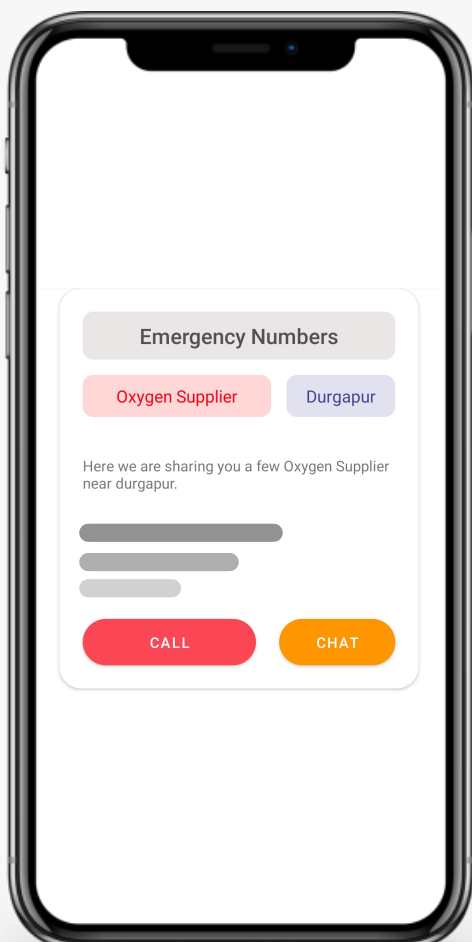 Emergency Numbers
Oxygen Supplier
Durgapur
Here we are sharing you a few Oxygen Supplier
near durgapur.
CALL
CHAT